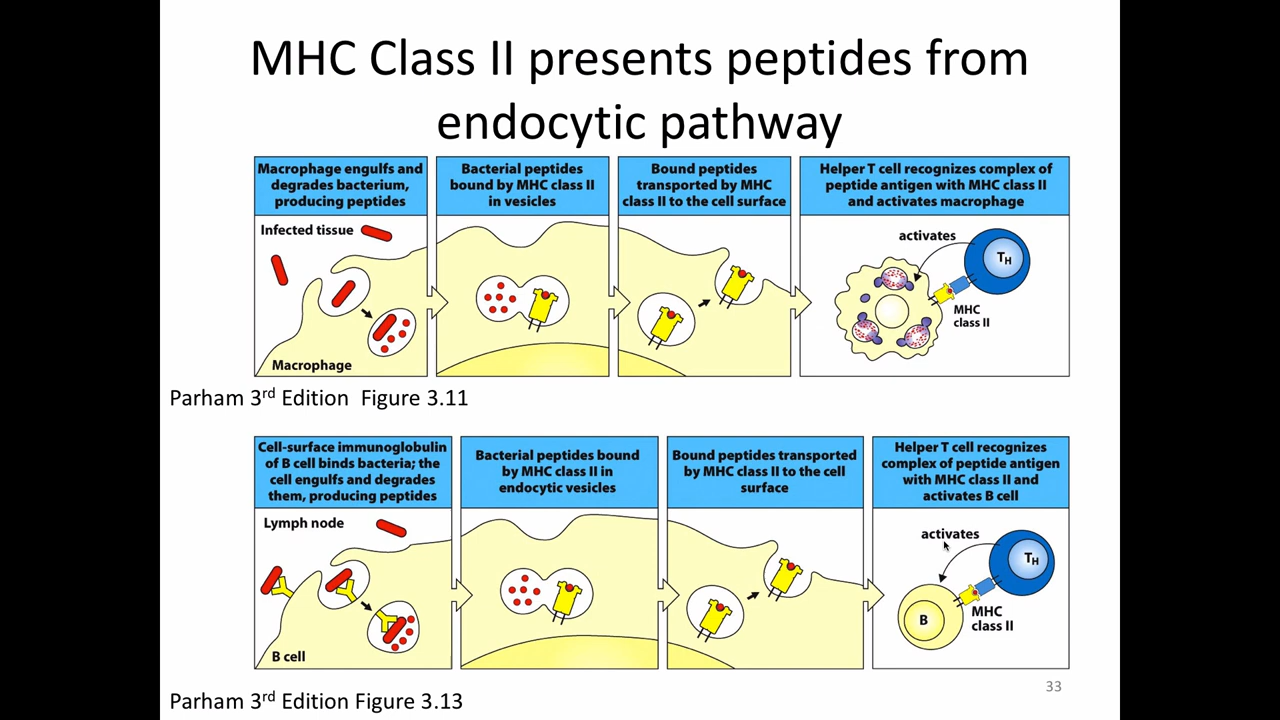 MHC Class II presents peptides from
endocytic pathway
Macrophage engulfs and
degrades bacterium,
producing peptides
Bacterial peptides
bound by MHC class II
in vesicles
Bound peptides
transported by MHC
class II to the cell surface
Helper T cell recognizes complex of
peptide antigen with MHC class II
and activates macrophage
Infected tissue
Macrophage
activates
TH
MHC
class II
Parham 3rd Edition  Figure 3.11
Cell-surface immunoglobulin
of B cell binds bacteria; the
cell engulfs and degrades
them, producing peptides
Bacterial peptides bound
by MHC class II in
endocytic vesicles
Bound peptides transported
by MHC class II to the cell
surface
Helper T cell recognizes
complex of peptide antigen
with MHC class II and
activates B cell
Lymph node
B cell
activates
TH
B
MHC
class II
33
Parham 3rd Edition Figure 3.13